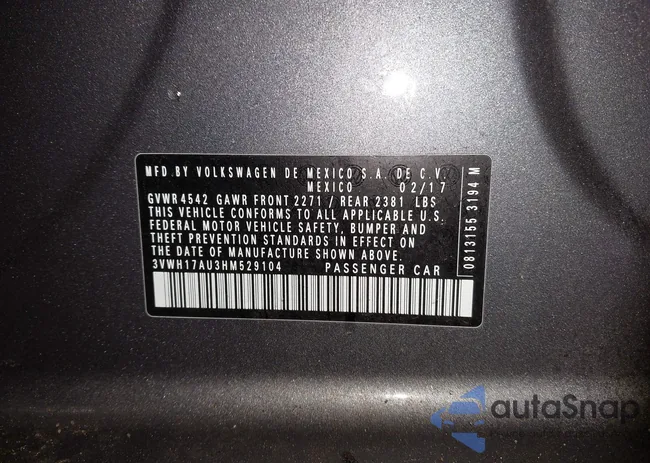 MFD.BY VOLKSWAGEN DE MEXICO S.A. DE C.V.
MEXICO 02/17
GVWR 4542 GAWR FRONT 2271 / REAR 2381 LBS
THIS VEHICLE CONFORMS TO ALL APPLICABLE U.S.
FEDERAL MOTOR VEHICLE SAFETY, BUMPER AND
THEFT PREVENTION STANDARDS IN EFFECT ON
THE DATE OF MANUFACTURE SHOWN ABOVE.
3VWH17AU3HM529104 PASSENGER CAR
0813155 3194 M
autoSnap